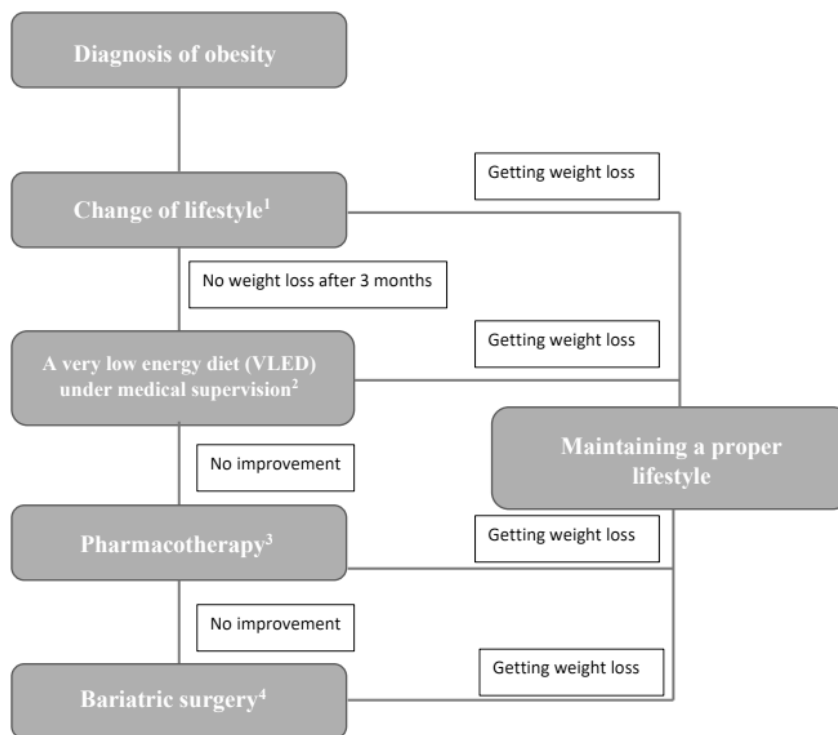 Diagnosis of obesity
Getting weight loss
Change of lifestyle¹
No weight loss after 3 months
Getting weight loss
A very low energy diet (VLED)
under medical supervision²
Maintaining a proper
lifestyle
No improvement
Getting weight loss
Pharmacotherapy³
No improvement
Getting weight loss
Bariatric surgery⁴